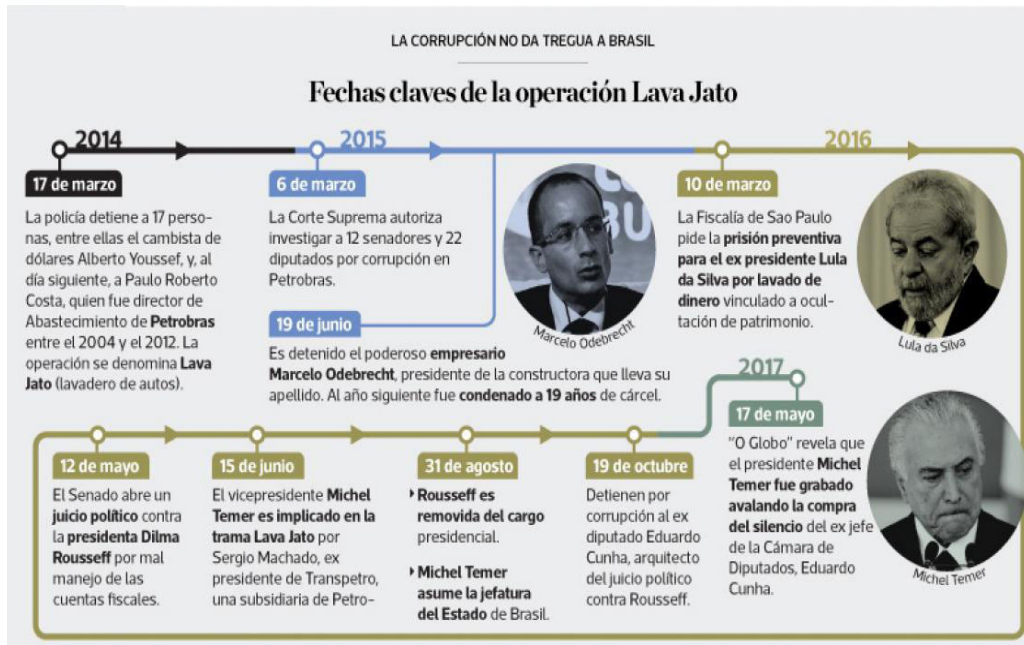 LA CORRUPCIÓN NO DA TREGUA A BRASIL
Fechas claves de la operación Lava Jato
2014
17 de marzo
La policía detiene a 17 perso-
nas, entre ellas el cambista de
dólares Alberto Youssef, y, al
día siguiente, a Paulo Roberto
Costa, quien fue director de
Abastecimiento de Petrobras
entre el 2004 y el 2012. La
operación se denomina Lava
Jato (lavadero de autos).
2015
6 de marzo
La Corte Suprema autoriza
investigar a 12 senadores y 22
diputados por corrupción en
Petrobras.
19 de junio
Es detenido el poderoso empresario
Marcelo Odebrecht, presidente de la constructora que lleva su
apellido. Al año siguiente fue condenado a 19 años de cárcel.
Marcelo Odebrecht
2016
10 de marzo
La Fiscalía de Sao Paulo
pide la prisión preventiva
para el ex presidente Lula
da Silva por lavado de
dinero vinculado a ocul-
tación de patrimonio.
Lula da Silva
12 de mayo
El Senado abre un
juicio político contra
la presidenta Dilma
Rousseff por mal
manejo de las
cuentas fiscales.
15 de junio
El vicepresidente Michel
Temer es implicado en la
trama Lava Jato por
Sergio Machado, ex
presidente de Transpetro,
una subsidiaria de Petro-
31 de agosto
Rousseff es
removida del cargo
presidencial.
Michel Temer
asume la jefatura
del Estado de Brasil.
19 de octubre
Detienen por
corrupción al ex
diputado Eduardo
Cunha, arquitecto
del juicio político
contra Rousseff.
2017
17 de mayo
"O Globo" revela que
el presidente Michel
Temer fue grabado
avalando la compra
del silencio del ex jefe
de la Cámara de
Diputados, Eduardo
Cunha.
Michel Temer